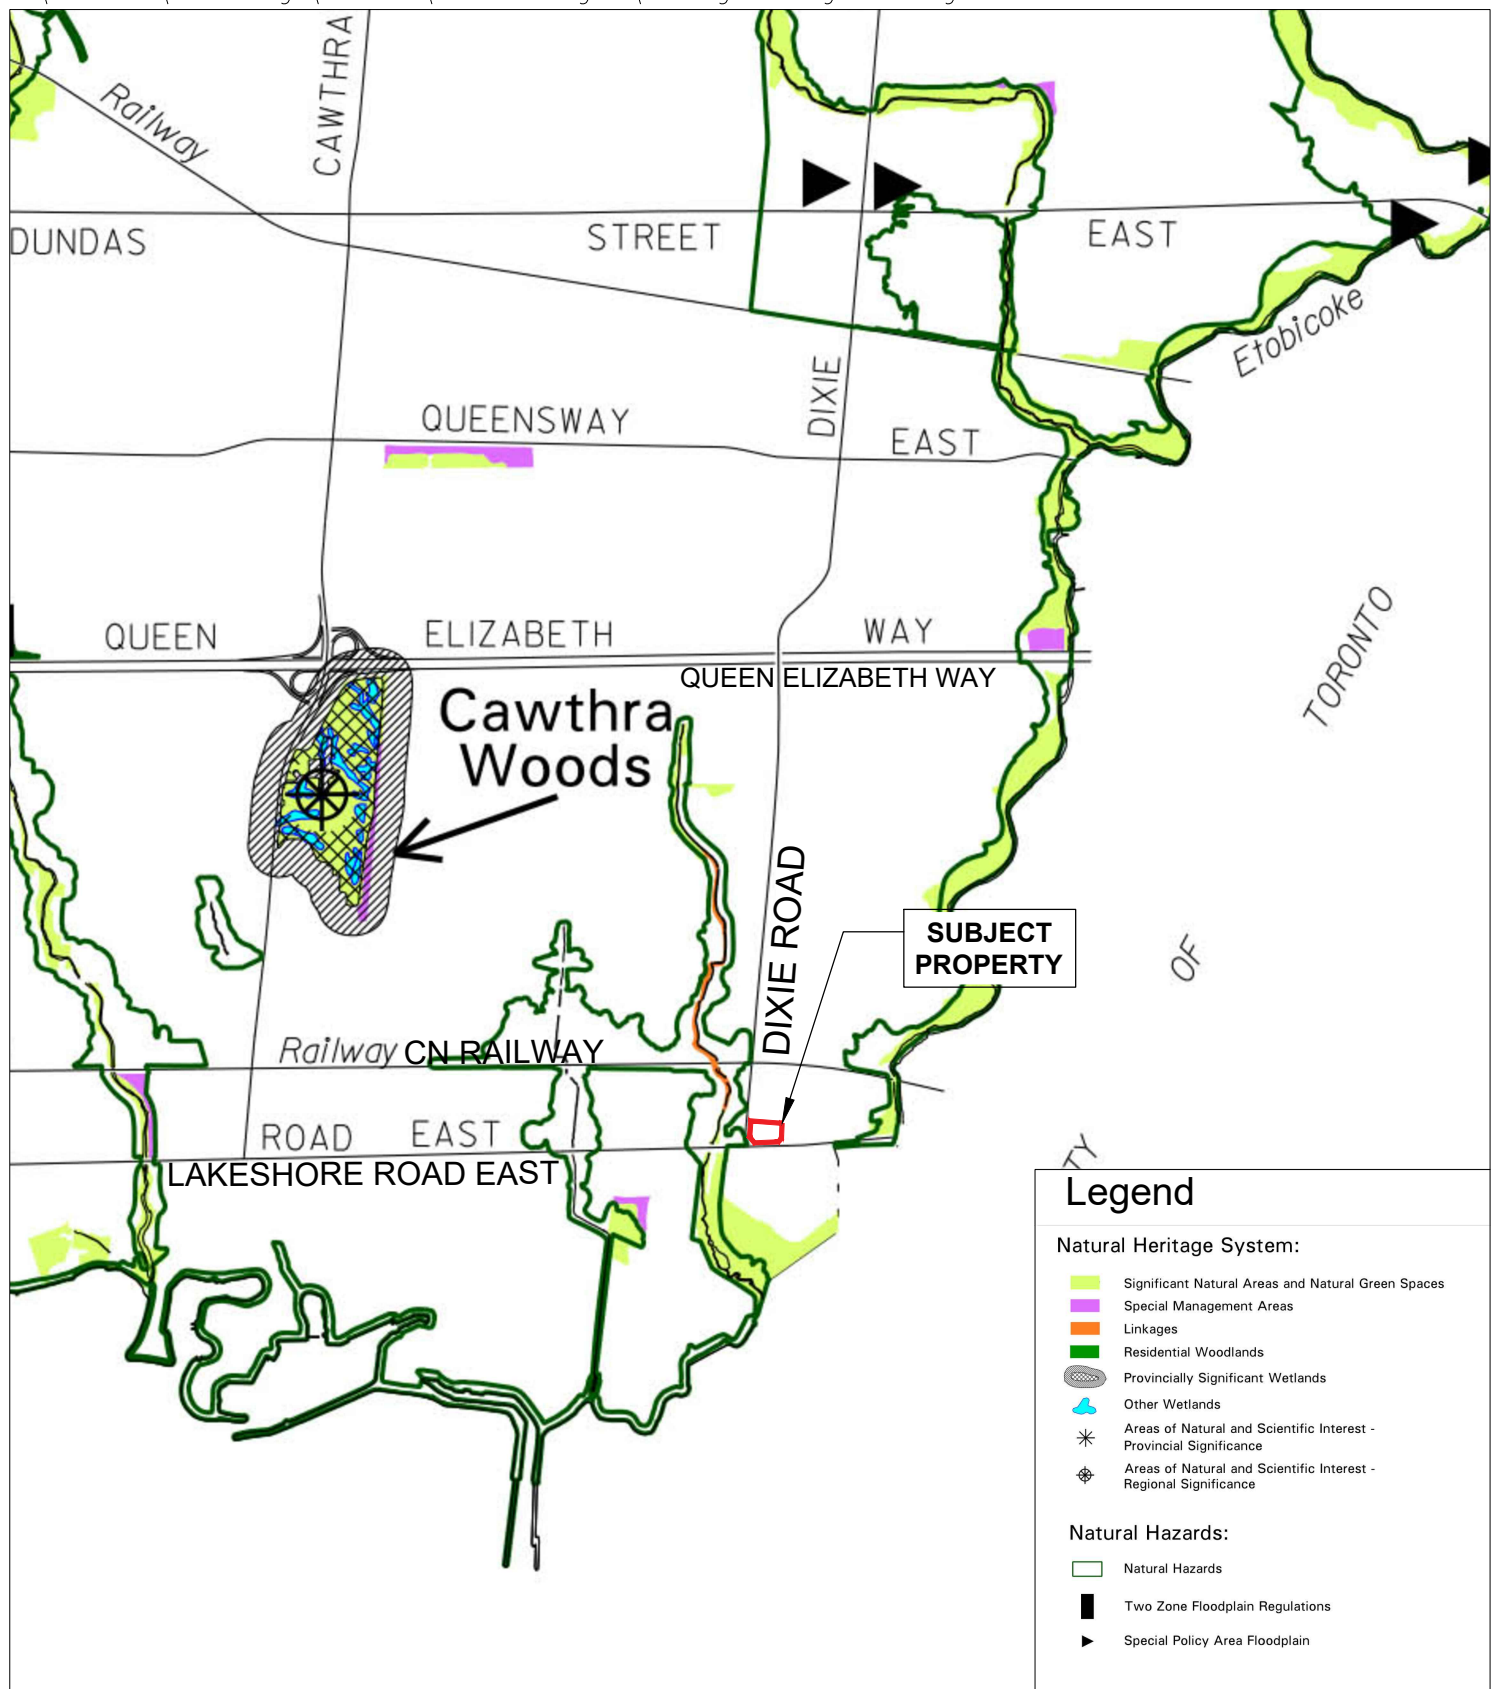 CAWTHRA
Railway
DUNDAS
STREET
EAST
Etobicoke
DIXIE
QUEENSWAY
EAST
TORONTO
QUEEN
ELIZABETH
WAY
QUEEN ELIZABETH WAY
Cawthra
Woods
DIXIE ROAD
SUBJECT
PROPERTY
OF
Railway
CN RAILWAY
ROAD
EAST
LAKESHORE ROAD EAST
TY
Legend
Natural Heritage System:
Significant Natural Areas and Natural Green Spaces
Special Management Areas
Linkages
Residential Woodlands
Provincially Significant Wetlands
Other Wetlands
Areas of Natural and Scientific Interest -
Provincial Significance
Areas of Natural and Scientific Interest -
Regional Significance
Natural Hazards:
Natural Hazards
Two Zone Floodplain Regulations
Special Policy Area Floodplain